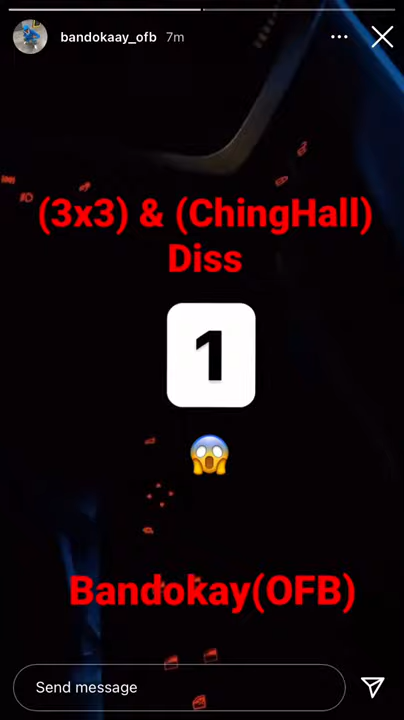 bandokaay_ofb 7m
(3x3) & (ChingHall)
Diss
1
Bandokay(OFB)
Send message